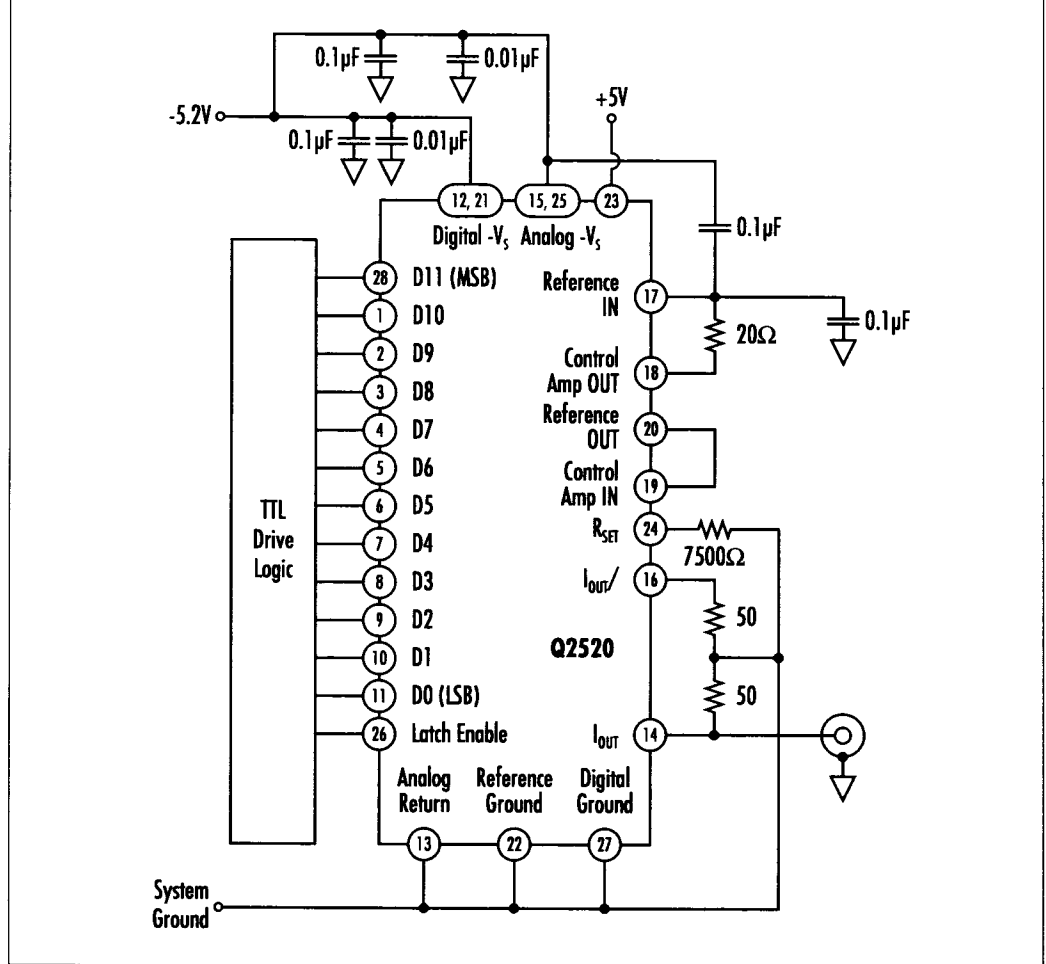 0.1µF
0.01µF
-5.2V
+5V
0.1µF
0.01µF
12, 21
15, 25
23
Digital -Vs
Analog -Vs
0.1µF
28
D11 (MSB)
1
D10
2
D9
3
D8
4
D7
5
D6
6
D5
7
D4
8
D3
9
D2
10
D1
11
D0 (LSB)
26
Latch Enable
TTL
Drive
Logic
Reference
IN
17
0.1µF
20Ω
Control
Amp OUT
18
Reference
OUT
20
Control
Amp IN
19
RSET
24
7500Ω
IOUT/
16
50
Q2520
50
IOUT
14
Analog
Return
Reference
Ground
Digital
Ground
13
22
27
System
Ground